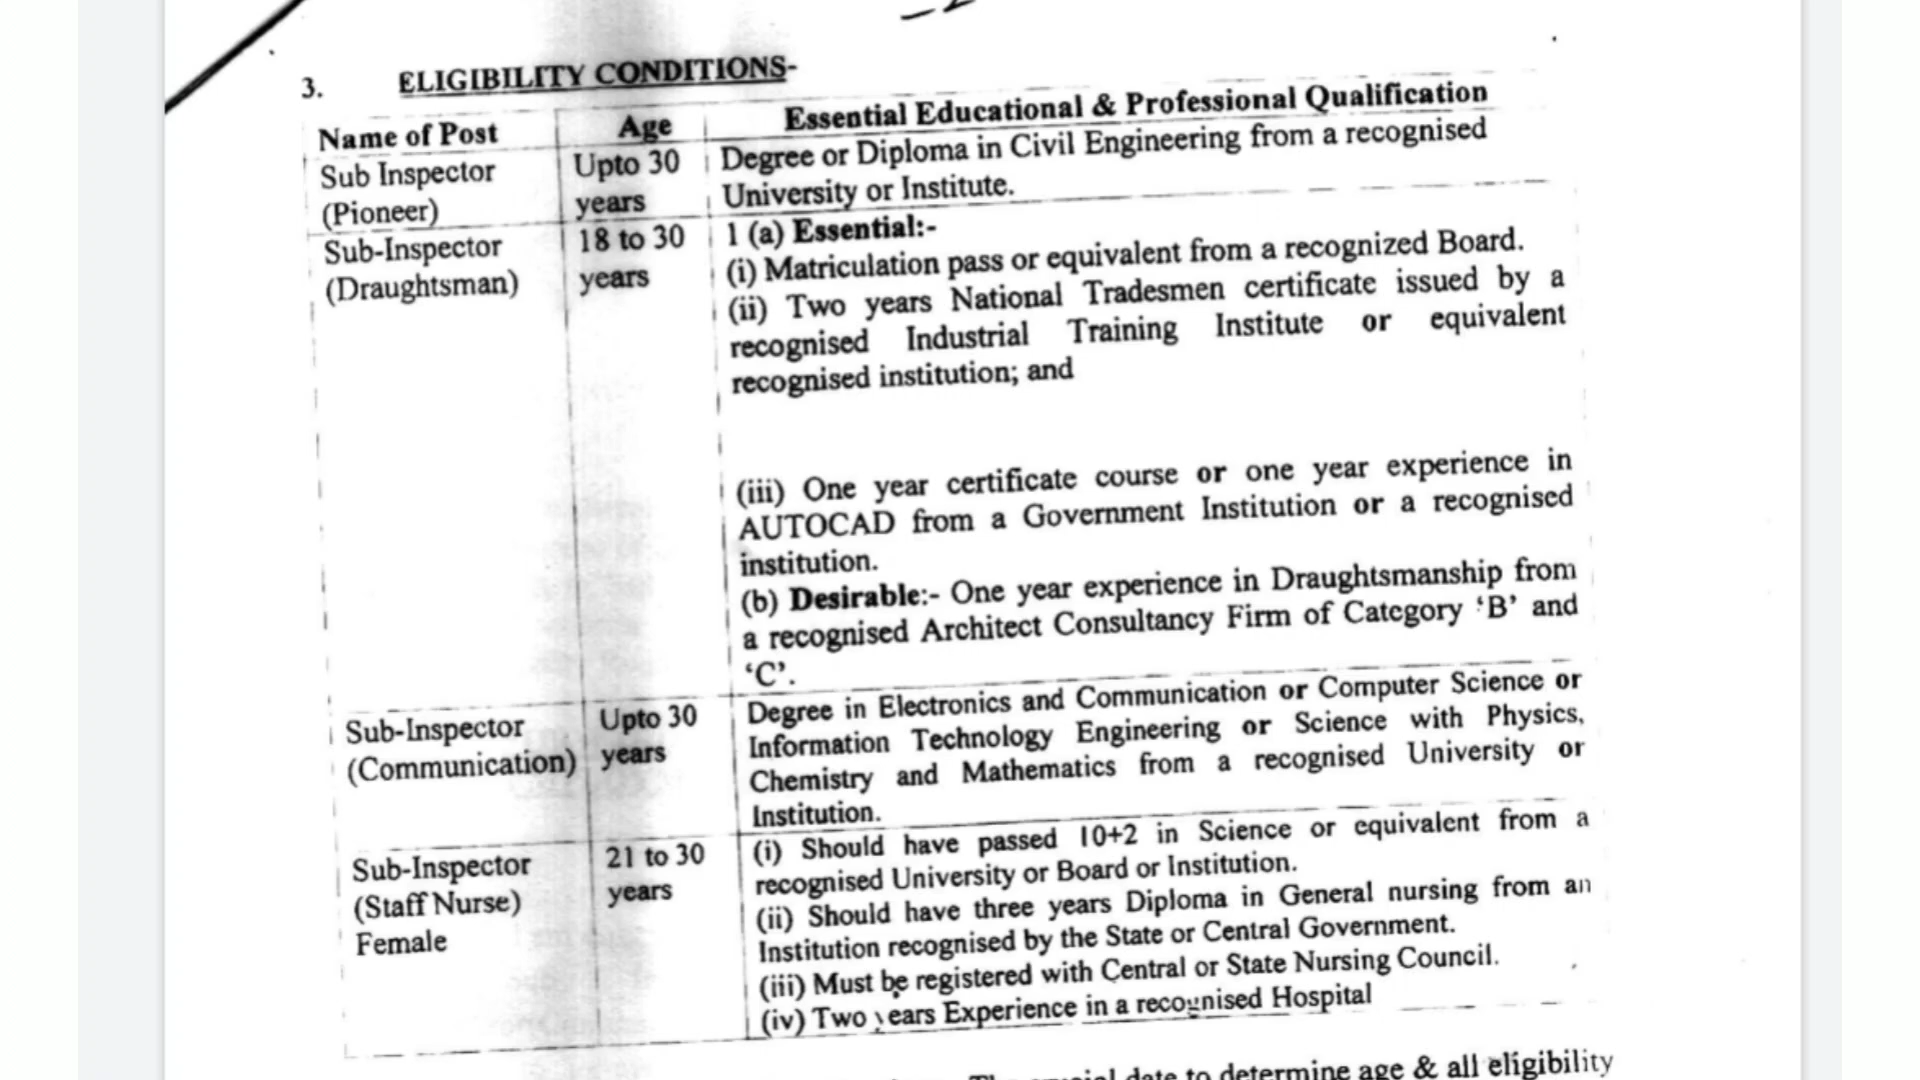 3. ELIGIBILITY CONDITIONS-
Name of Post Age Essential Educational & Professional Qualification
Sub Inspector
(Pioneer)
Upto 30
years
Degree or Diploma in Civil Engineering from a recognised
University or Institute.
Sub-Inspector
(Draughtsman)
18 to 30
years
1 (a) Essential:-
(i) Matriculation pass or equivalent from a recognized Board.
(ii) Two years National Tradesmen certificate issued by a
recognised Industrial Training Institute or equivalent
recognised institution; and
(iii) One year certificate course or one year experience in
AUTOCAD from a Government Institution or a recognised
institution.
(b) Desirable:- One year experience in Draughtsmanship from
a recognised Architect Consultancy Firm of Category ‘B’ and
‘C’.
Sub-Inspector
(Communication)
Upto 30
years
Degree in Electronics and Communication or Computer Science or
Information Technology Engineering or Science with Physics,
Chemistry and Mathematics from a recognised University or
Institution.
Sub-Inspector
(Staff Nurse)
Female
21 to 30
years
(i) Should have passed 10+2 in Science or equivalent from a
recognised University or Board or Institution.
(ii) Should have three years Diploma in General nursing from an
Institution recognised by the State or Central Government.
(iii) Must be registered with Central or State Nursing Council.
(iv) Two years Experience in a recognised Hospital
date to determine age & all eligibility